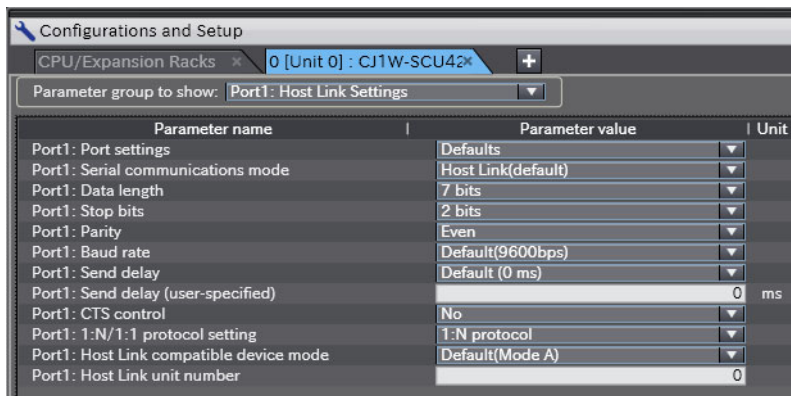 Configurations and Setup
CPU/Expansion Racks × 0 [Unit 0] : CJ1W-SCU42× +
Parameter group to show: Port1: Host Link Settings
Parameter name | Parameter value | Unit
Port1: Port settings Defaults
Port1: Serial communications mode Host Link(default)
Port1: Data length 7 bits
Port1: Stop bits 2 bits
Port1: Parity Even
Port1: Baud rate Default(9600bps)
Port1: Send delay Default (0 ms)
Port1: Send delay (user-specified) 0 ms
Port1: CTS control No
Port1: 1:N/1:1 protocol setting 1:N protocol
Port1: Host Link compatible device mode Default(Mode A)
Port1: Host Link unit number 0